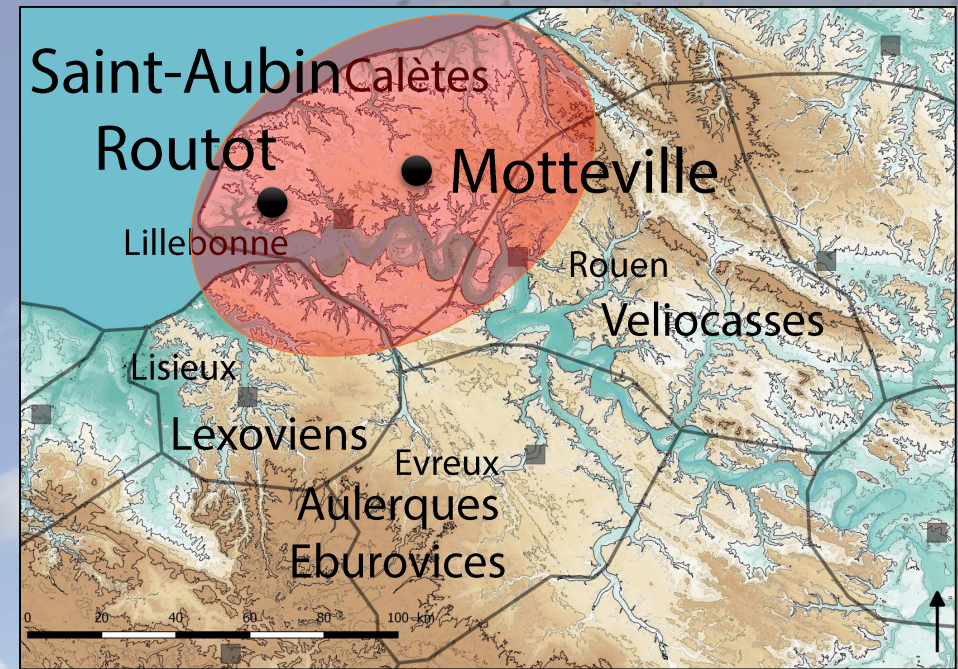 Saint-Aubin
Calètes
Routot
Motteville
Lillebonne
Rouen
Veliocasses
Lisieux
Lexoviens
Evreux
Aulerques
Eburovices
0 20 40 60 80 100 km